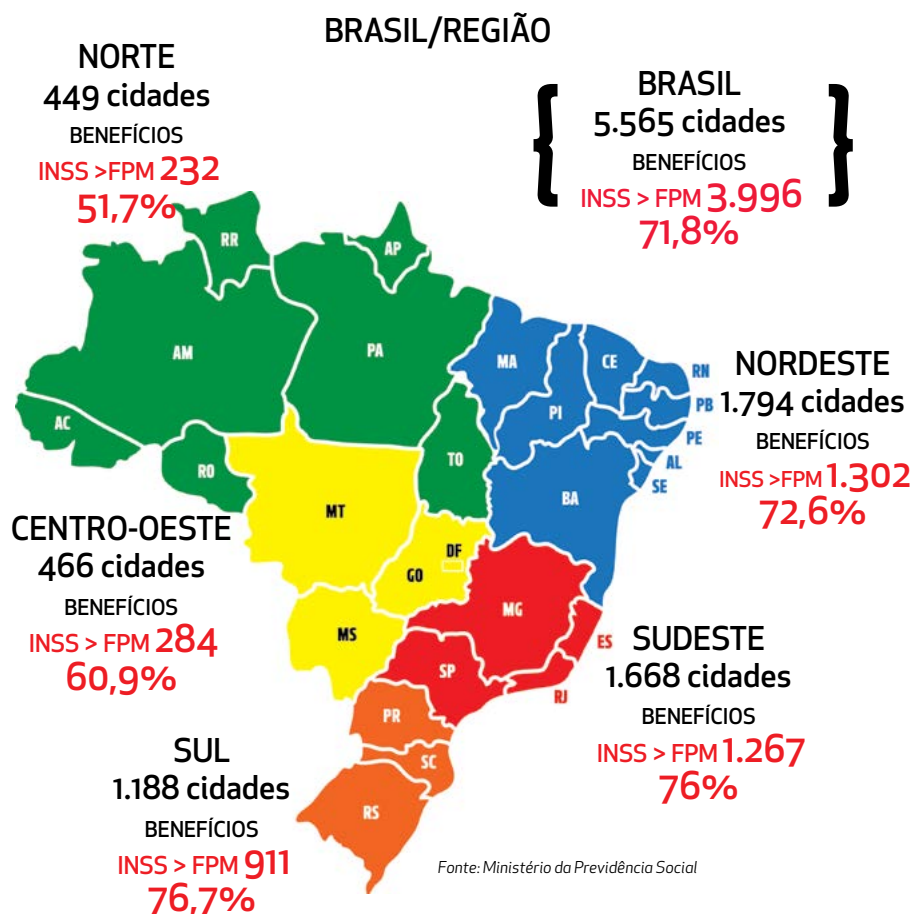 BRASIL/REGIÃO
NORTE
449 cidades
BENEFÍCIOS
INSS >FPM 232
51,7%
BRASIL
5.565 cidades
BENEFÍCIOS
INSS > FPM 3.996
71,8%
RR
AP
AM
PA
MA
CE
RN
PB
PI
PE
AC
AL
TO
RO
SE
BA
MT
NORDESTE
1.794 cidades
BENEFÍCIOS
INSS >FPM 1.302
72,6%
CENTRO-OESTE
466 cidades
BENEFÍCIOS
INSS > FPM 284
60,9%
DF
GO
MG
MS
ES
SP
RJ
SUDESTE
1.668 cidades
BENEFÍCIOS
INSS > FPM 1.267
76%
PR
SC
RS
SUL
1.188 cidades
BENEFÍCIOS
INSS > FPM 911
76,7%
Fonte: Ministério da Previdência Social